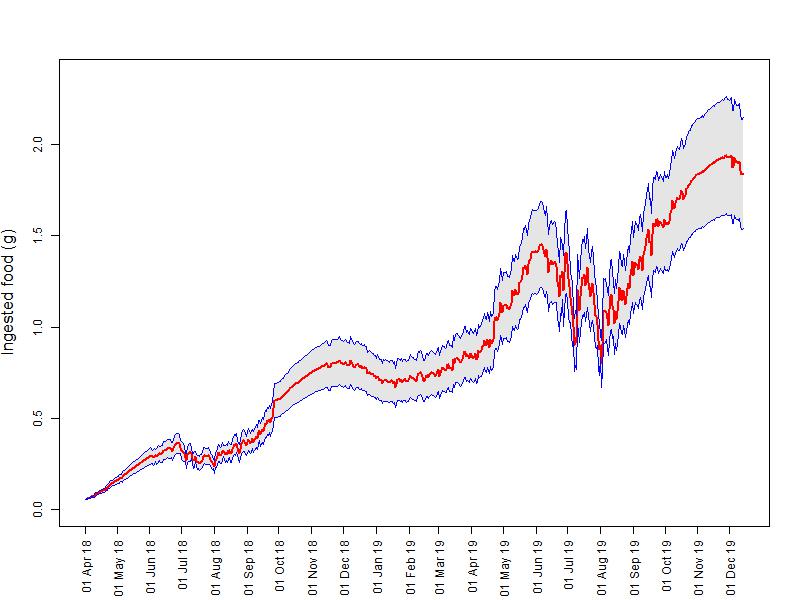 Ingested food (g)
2.0
1.5
1.0
0.5
0.0
01 Apr 18
01 May 18
01 Jun 18
01 Jul 18
01 Aug 18
01 Sep 18
01 Oct 18
01 Nov 18
01 Dec 18
01 Jan 19
01 Feb 19
01 Mar 19
01 Apr 19
01 May 19
01 Jun 19
01 Jul 19
01 Aug 19
01 Sep 19
01 Oct 19
01 Nov 19
01 Dec 19